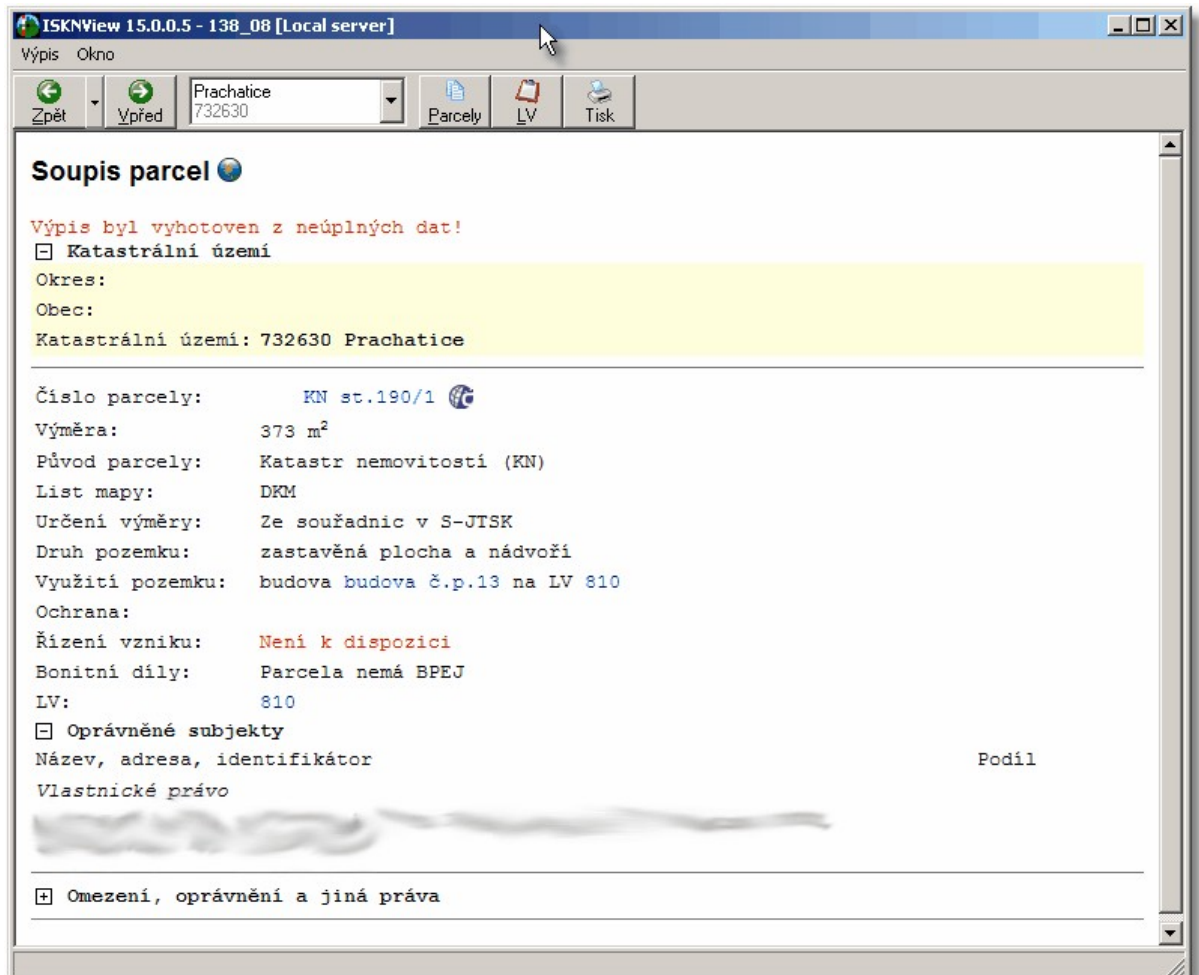 ISKNView 15.0.0.5 - 138_08 [Local server]
Výpis Okno
Zpět Vpřed Prachatice 732630 Parcely LV Tisk
Soupis parcel
Výpis byl vyhotoven z neúplných dat!
Katastrální území
Okres:
Obec:
Katastrální území: 732630 Prachatice
Číslo parcely: KN st.190/1
Výměra: 373 m²
Původ parcely: Katastr nemovitostí (KN)
List mapy: DKM
Určení výměry: Ze souřadnic v S-JTSK
Druh pozemku: zastavěná plocha a nádvoří
Využití pozemku: budova budova č.p.13 na LV 810
Ochrana:
Řízení vzniku: Není k dispozici
Bonitní díly: Parcela nemá BPEJ
LV: 810
Oprávněné subjekty
Název, adresa, identifikátor Podíl
Vlastnické právo
Omezení, oprávnění a jiná práva